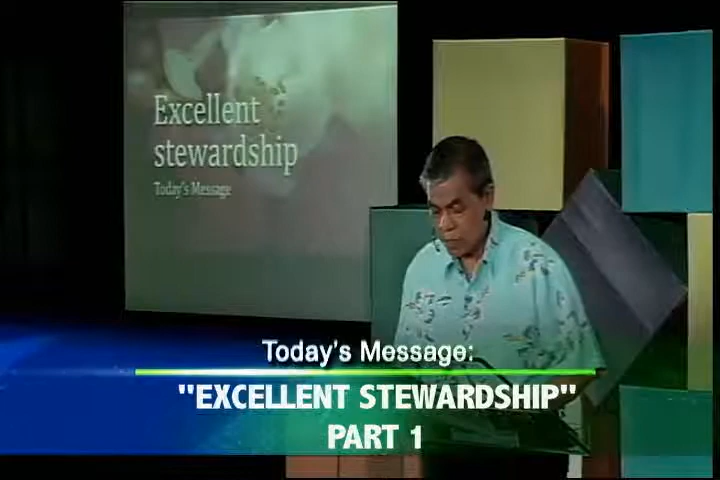 Excellent
stewardship
Today's Message
Today's Message:
"EXCELLENT STEWARDSHIP"
PART 1